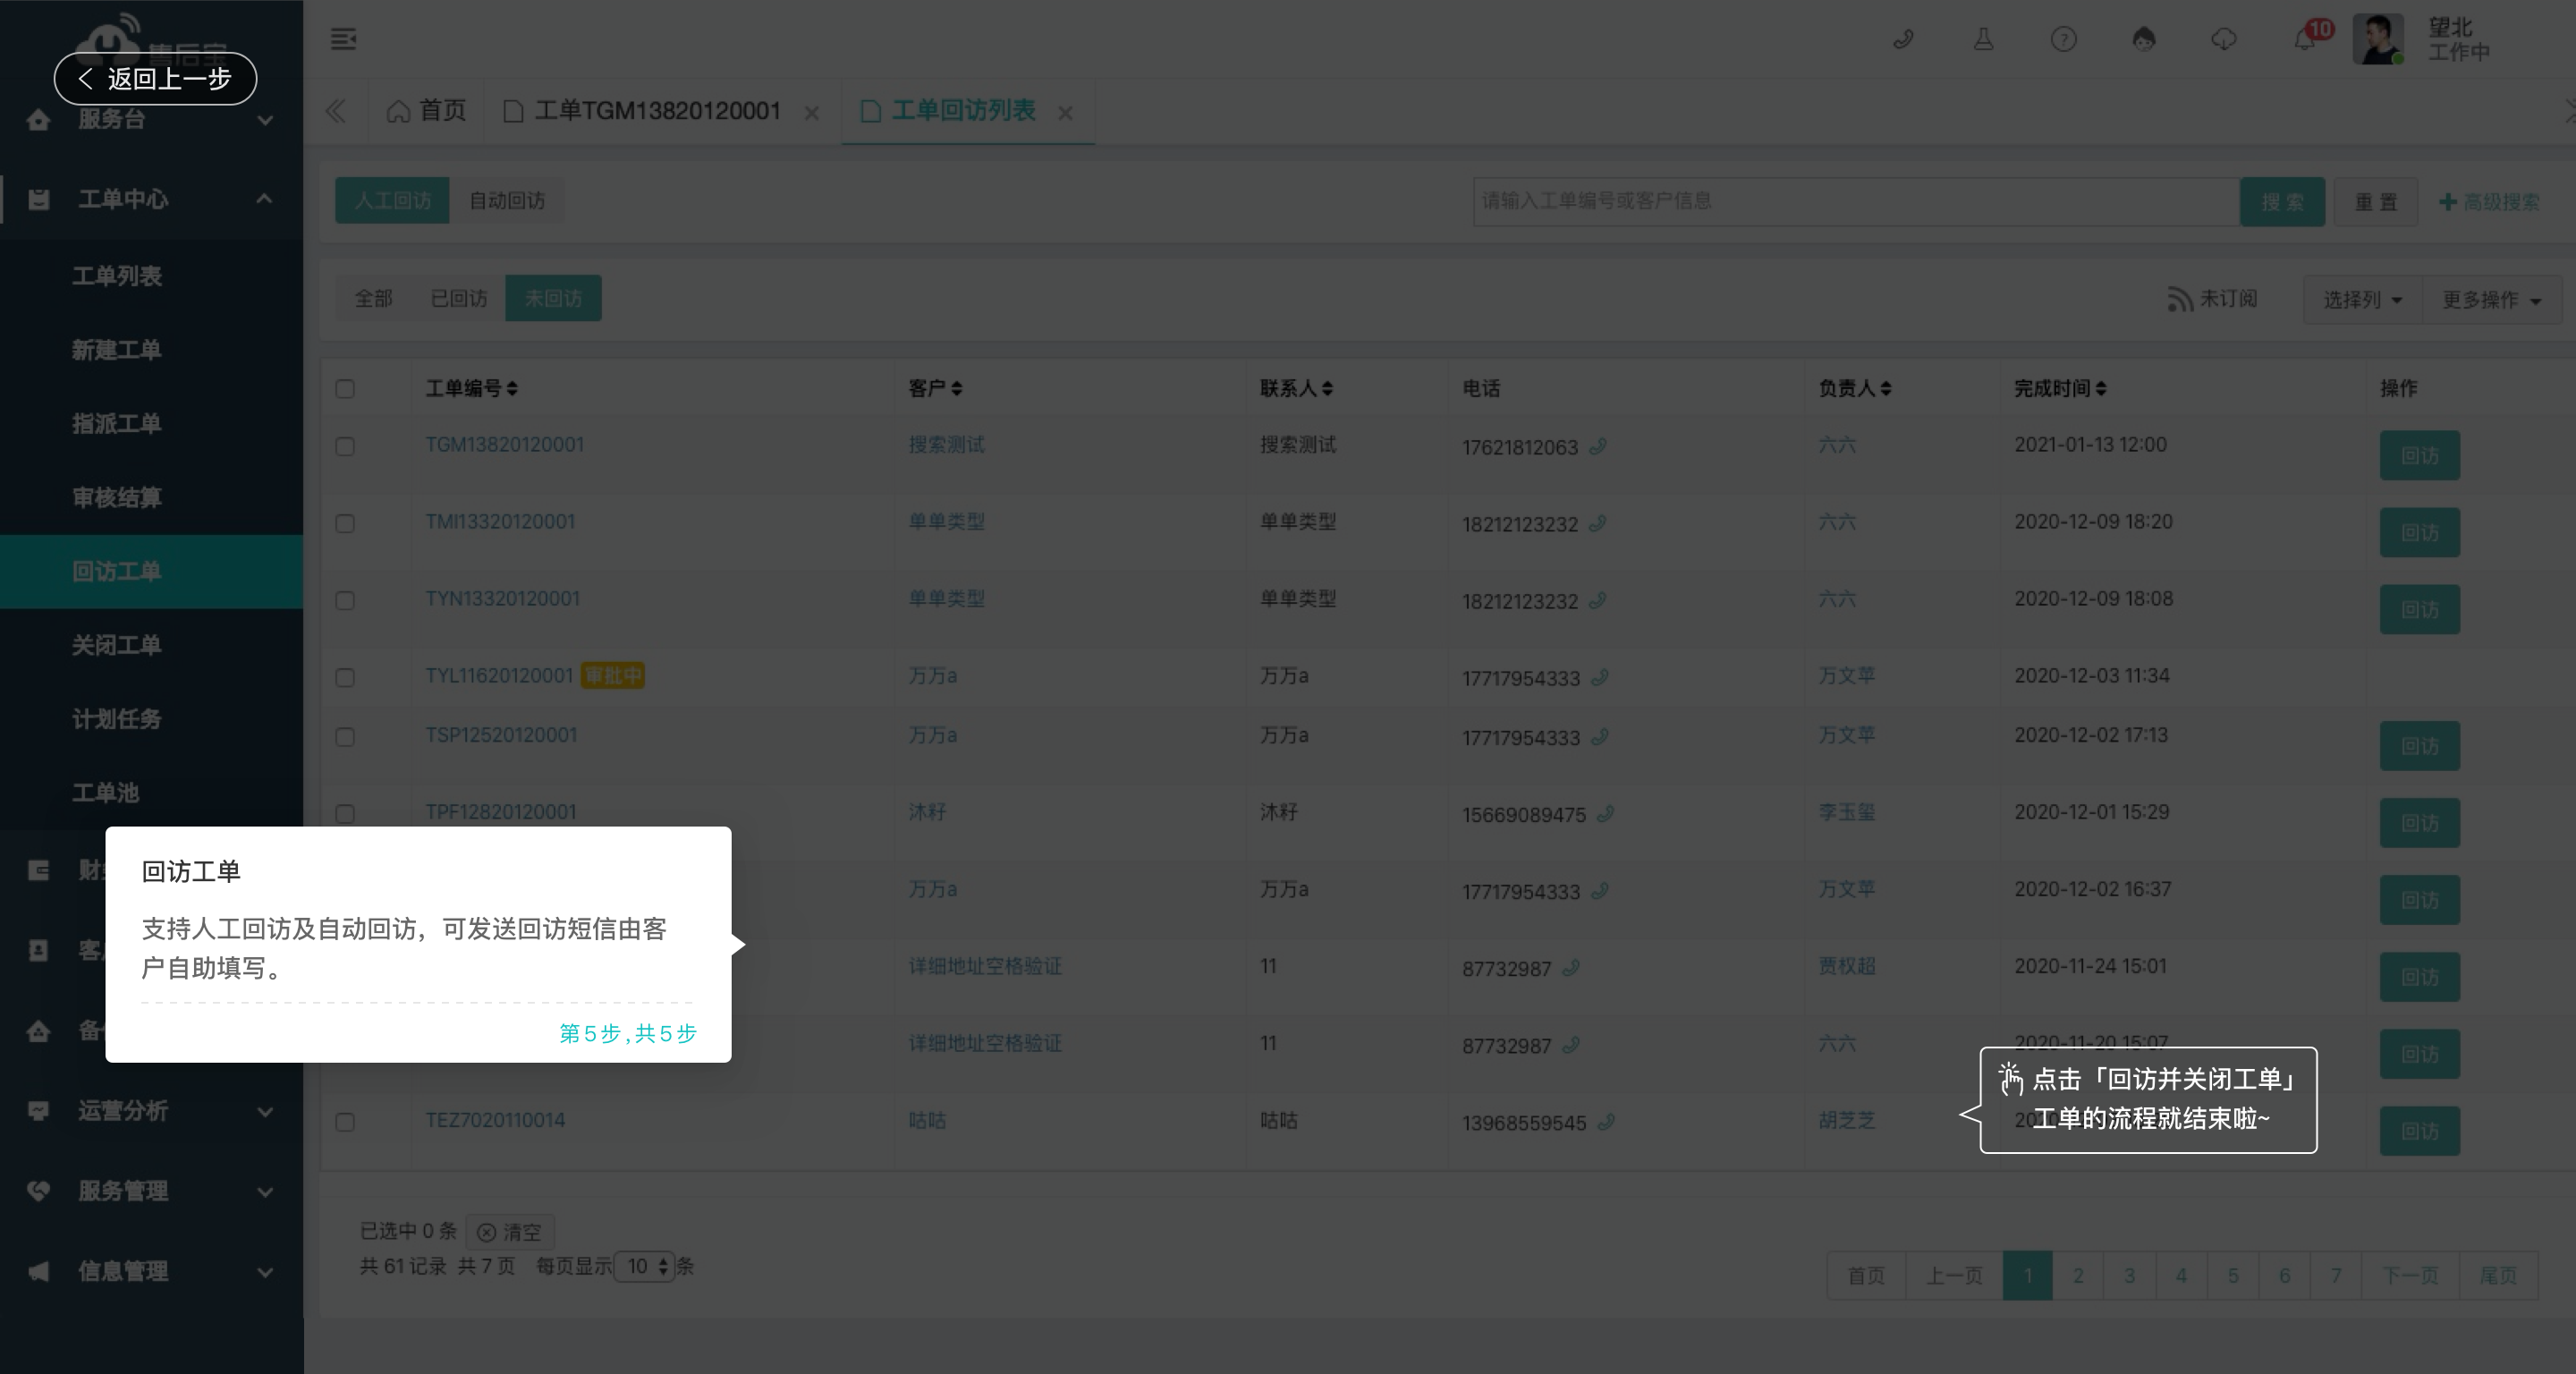 售后宝
返回上一步
服务台
工单中心
工单列表
新建工单
指派工单
审核结算
回访工单
关闭工单
计划任务
工单池
运营分析
服务管理
信息管理
10
望北
工作中
首页
工单TGM13820120001
工单回访列表
人工回访 自动回访
请输入工单编号或客户信息
搜 索 重 置 高级搜索
全部 已回访 未回访
未订阅 选择列 更多操作
工单编号 客户 联系人 电话 负责人 完成时间 操作
TGM13820120001 搜索测试 搜索测试 17621812063 六六 2021-01-13 12:00 回访
TMI13320120001 单单类型 单单类型 18212123232 六六 2020-12-09 18:20 回访
TYN13320120001 单单类型 单单类型 18212123232 六六 2020-12-09 18:08 回访
TYL11620120001 审批中 万万a 万万a 17717954333 万文苹 2020-12-03 11:34
TSP12520120001 万万a 万万a 17717954333 万文苹 2020-12-02 17:13 回访
TPF12820120001 沐籽 沐籽 15669089475 李玉玺 2020-12-01 15:29 回访
万万a 万万a 17717954333 万文苹 2020-12-02 16:37 回访
详细地址空格验证 11 87732987 贾权超 2020-11-24 15:01 回访
详细地址空格验证 11 87732987 六六 2020-11-20 15:07 回访
TEZ7020110014 咕咕 咕咕 13968559545 胡芝芝 回访
回访工单
支持人工回访及自动回访，可发送回访短信由客
户自助填写。
第5步,共5步
点击「回访并关闭工单」
工单的流程就结束啦~
已选中 0 条 清空
共 61 记录 共 7 页 每页显示 10 条
首页 上一页 1 2 3 4 5 6 7 下一页 尾页